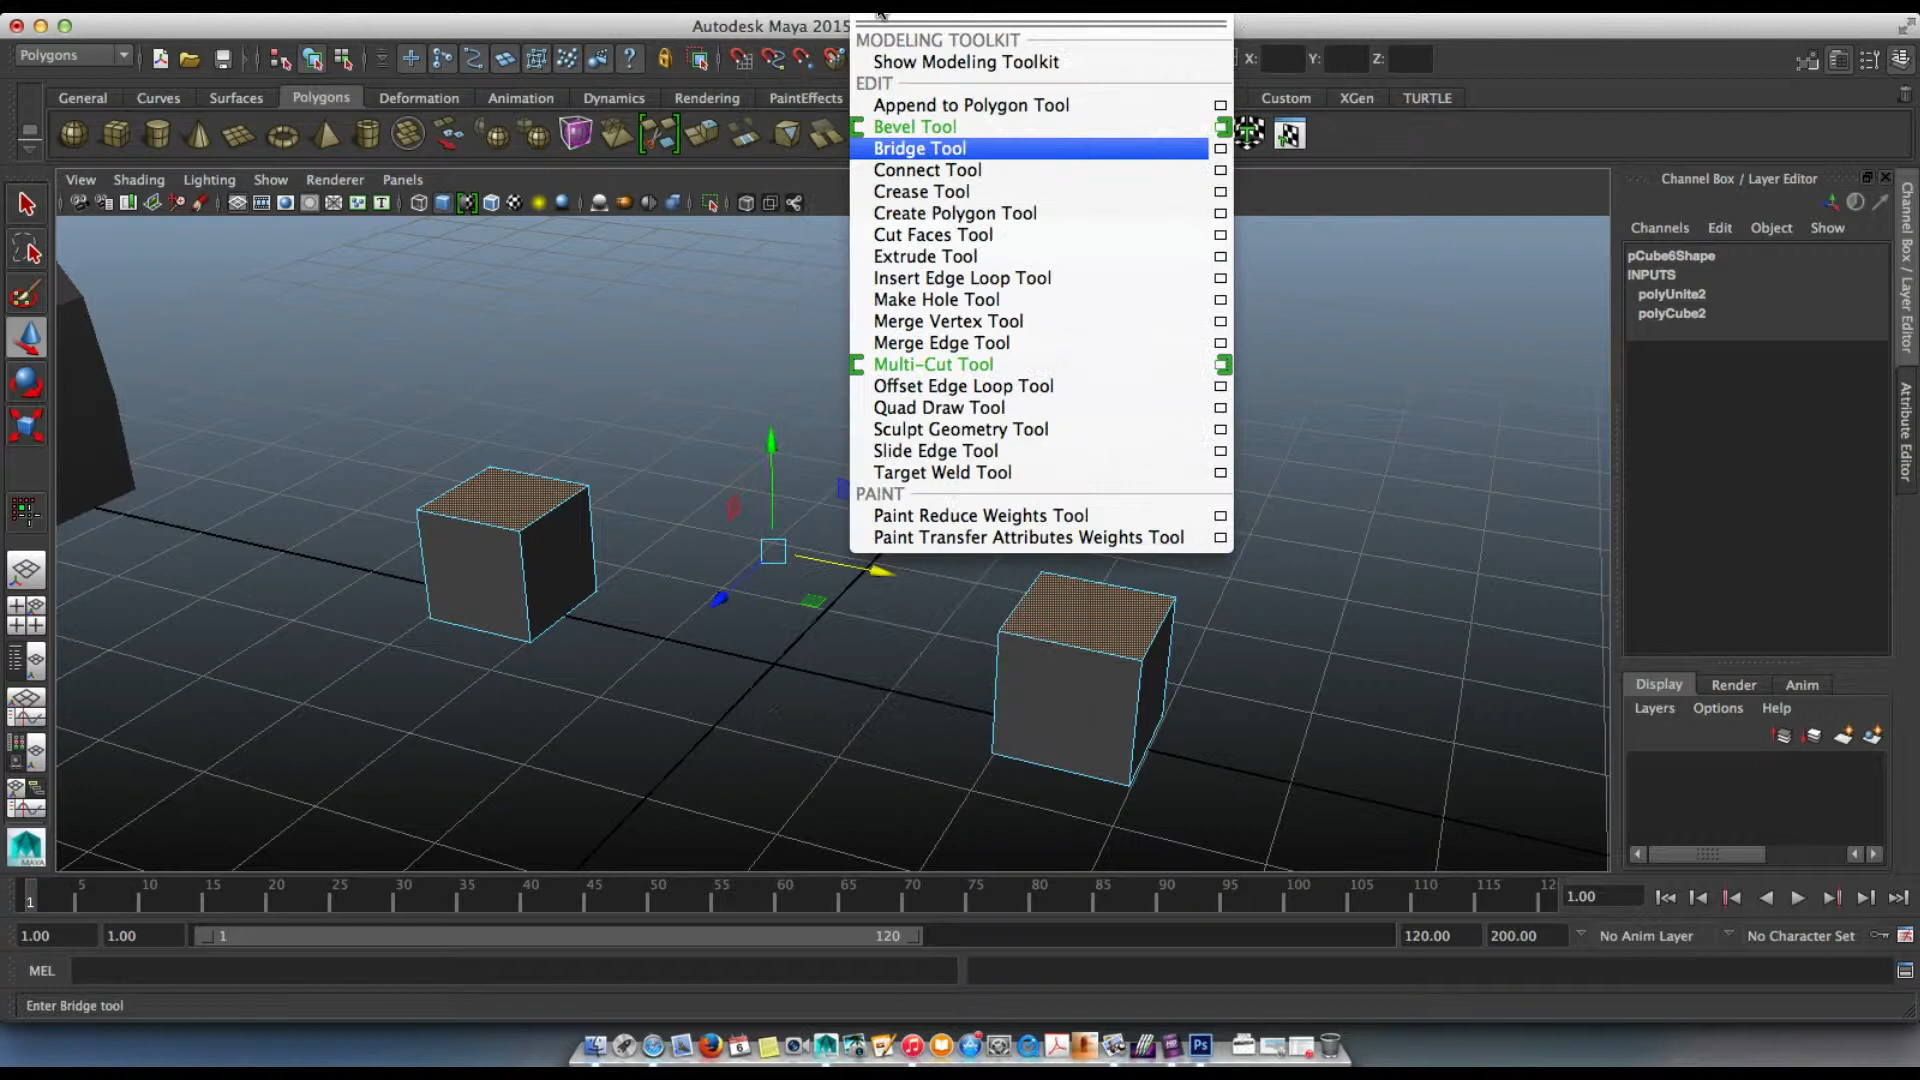 Autodesk Maya 2015
MODELING TOOLKIT
Show Modeling Toolkit
EDIT
Append to Polygon Tool
Bevel Tool
Bridge Tool
Connect Tool
Crease Tool
Create Polygon Tool
Cut Faces Tool
Extrude Tool
Insert Edge Loop Tool
Make Hole Tool
Merge Vertex Tool
Merge Edge Tool
Multi-Cut Tool
Offset Edge Loop Tool
Quad Draw Tool
Sculpt Geometry Tool
Slide Edge Tool
Target Weld Tool
PAINT
Paint Reduce Weights Tool
Paint Transfer Attributes Weights Tool
Polygons
X: Y: Z:
General Curves Surfaces Polygons Deformation Animation Dynamics Rendering PaintEffects Custom XGen TURTLE
View Shading Lighting Show Renderer Panels
Channel Box / Layer Editor
Channels Edit Object Show
pCube6Shape
INPUTS
polyUnite2
polyCube2
Channel Box / Layer Editor
Attribute Editor
Display Render Anim
Layers Options Help
MAYA
1 5 10 15 20 25 30 35 40 45 50 55 60 65 70 75 80 85 90 95 100 105 110 115 12
1.00
1.00 1.00 1 120 120.00 200.00 No Anim Layer No Character Set
MEL
Enter Bridge tool
6
Ps